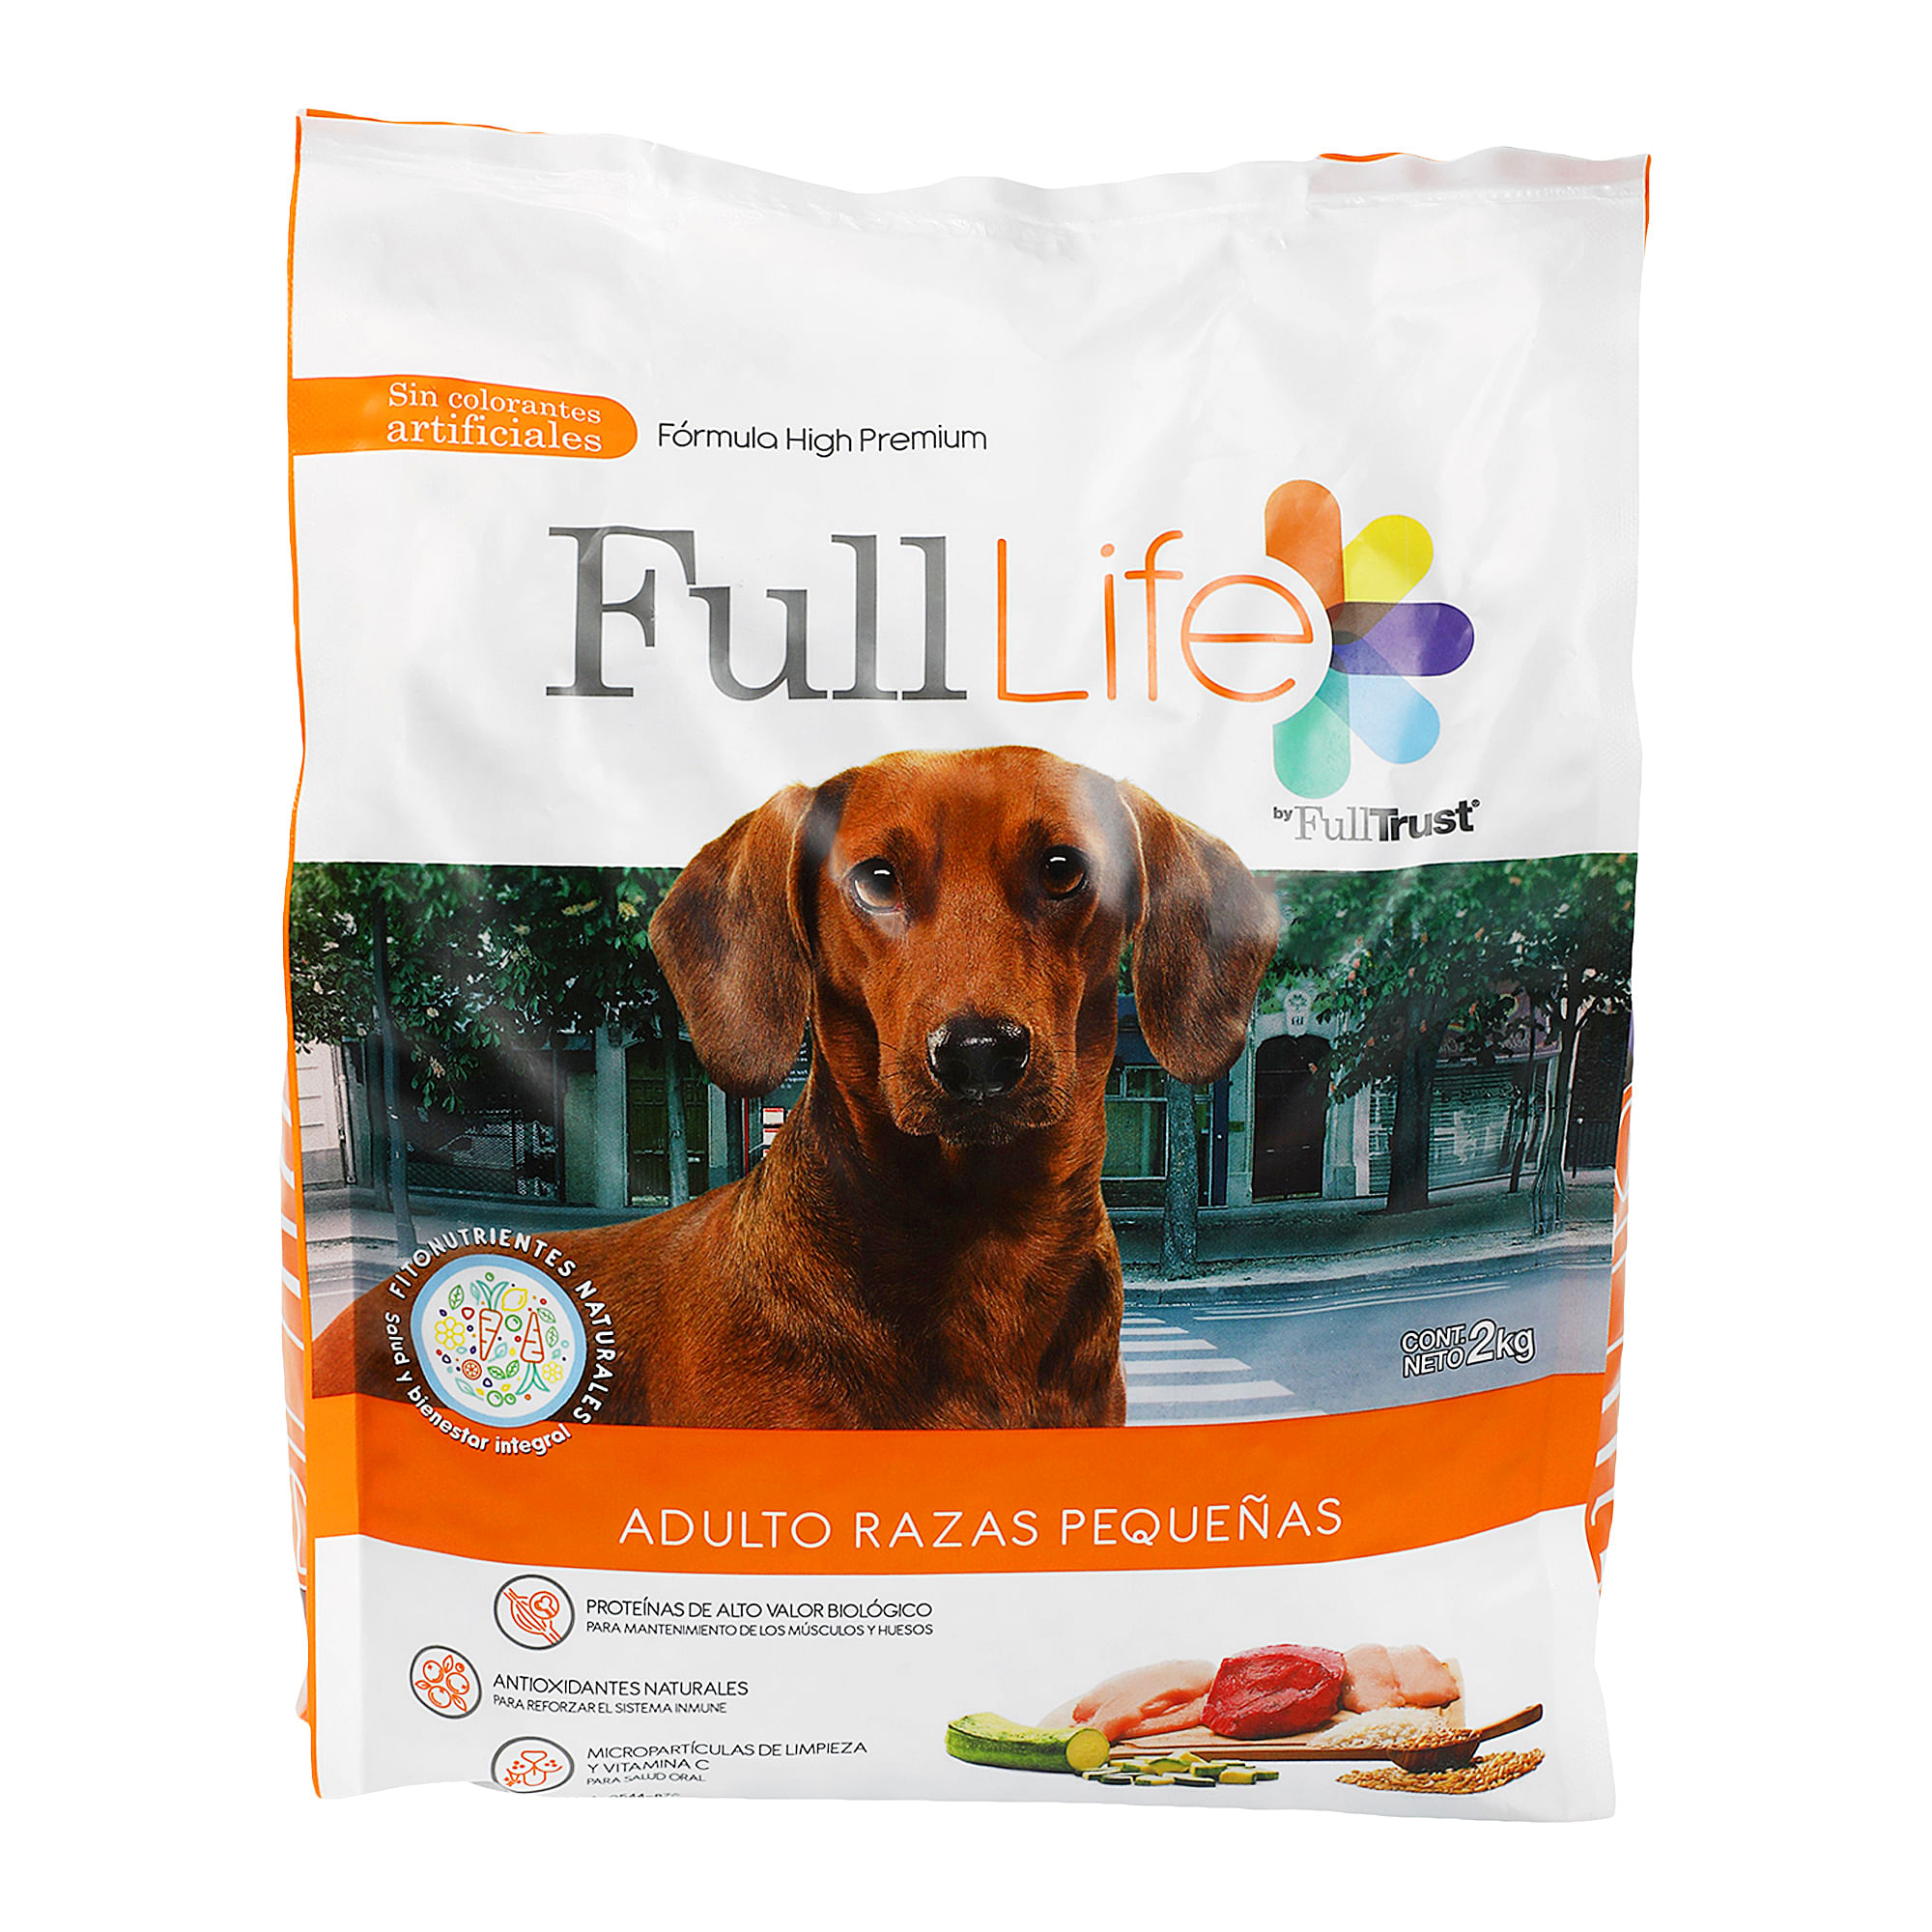 Sin colorantes
artificiales
Fórmula High Premium
Full Life
by FullTrust®
FITONUTRIENTES NATURALES
Salud y bienestar integral
CONT. NETO 2kg
ADULTO RAZAS PEQUEÑAS
PROTEÍNAS DE ALTO VALOR BIOLÓGICO
PARA MANTENIMIENTO DE LOS MÚSCULOS Y HUESOS
ANTIOXIDANTES NATURALES
PARA REFORZAR EL SISTEMA INMUNE
MICROPARTÍCULAS DE LIMPIEZA
Y VITAMINA C
PARA SALUD ORAL